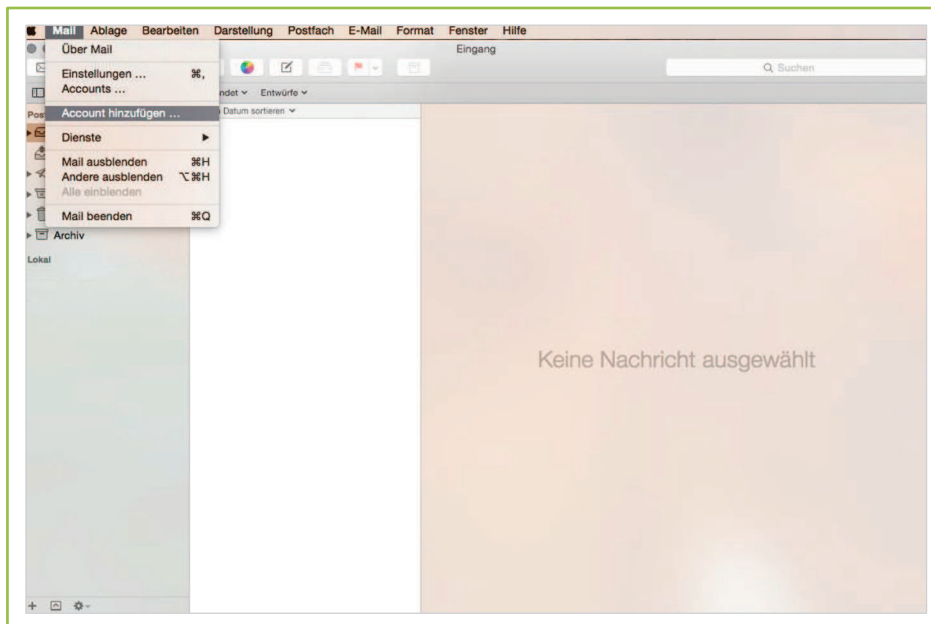 Mail Ablage Bearbeiten Darstellung Postfach E-Mail Format Fenster Hilfe
Eingang
Über Mail
Einstellungen ... ⌘,
Accounts ...
Account hinzufügen ...
Dienste ▶
Mail ausblenden ⌘H
Andere ausblenden ⌥⌘H
Alle einblenden
Mail beenden ⌘Q
Suchen
Entwürfe
Datum sortieren
Archiv
Lokal
Keine Nachricht ausgewählt